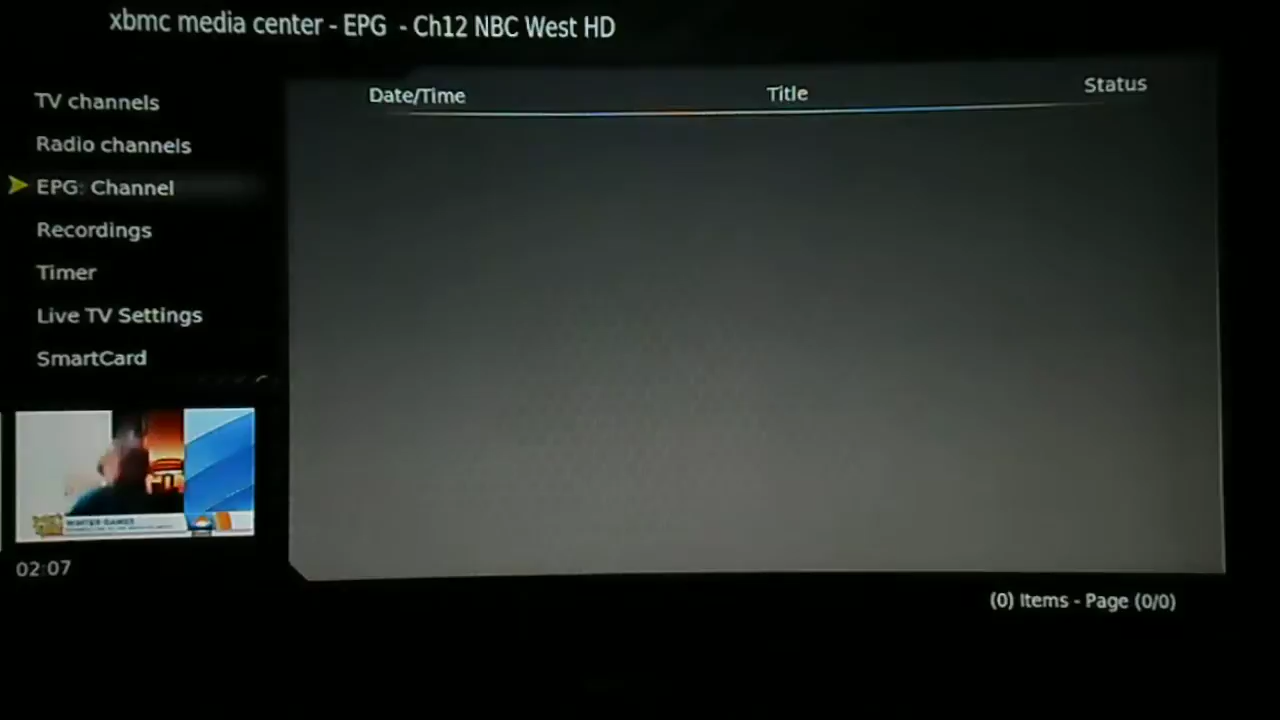 xbmc media center - EPG - Ch12 NBC West HD
TV channels
Radio channels
EPG: Channel
Recordings
Timer
Live TV Settings
SmartCard
Date/Time Title Status
WINTER GAMES
02:07
(0) Items - Page (0/0)